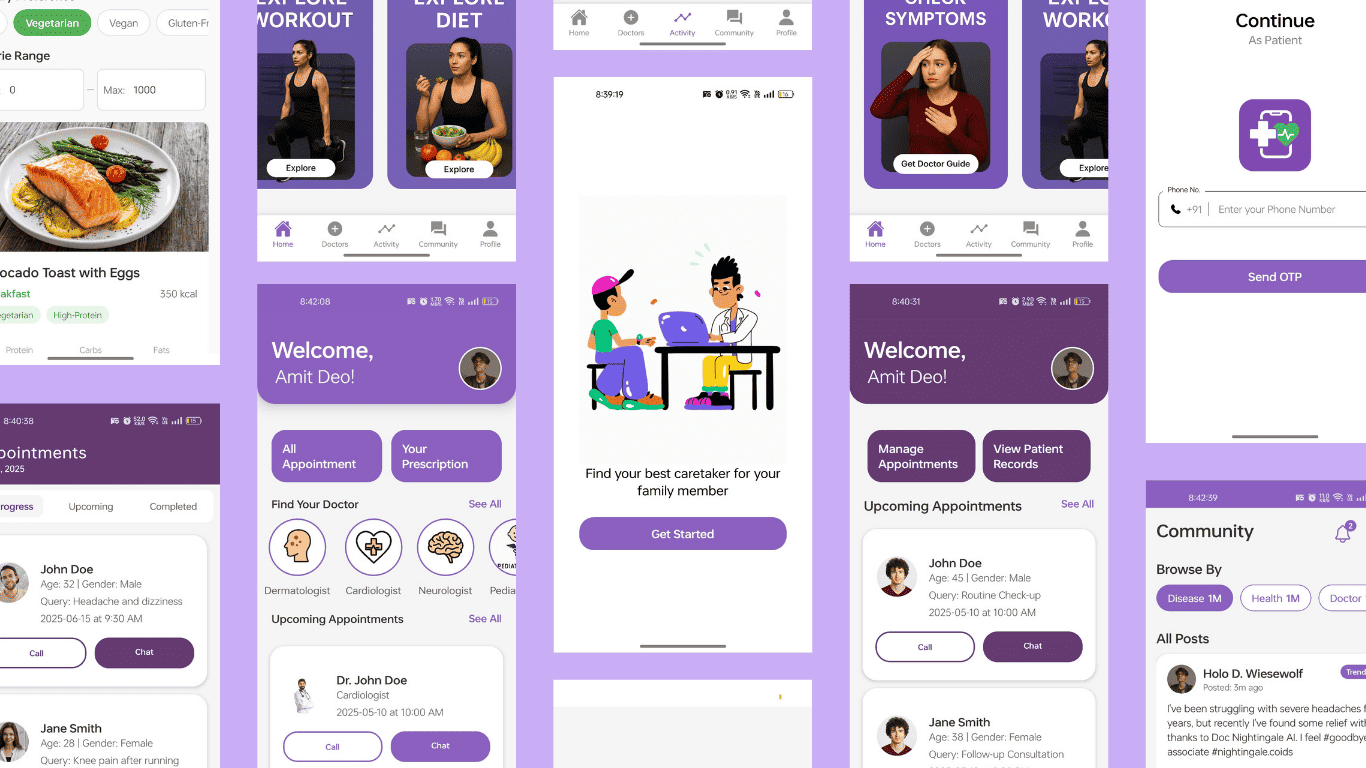 Vegetarian
Vegan
Gluten-Fr
rie Range
0
Max: 1000
ocado Toast with Eggs
akfast
350 kcal
egetarian
High-Protein
Protein
Carbs
Fats
8:40:38
pointments
, 2025
rogress
Upcoming
Completed
John Doe
Age: 32 | Gender: Male
Query: Headache and dizziness
2025-06-15 at 9:30 AM
Call
Chat
Jane Smith
Age: 28 | Gender: Female
Query: Knee pain after running
EXPLORE
WORKOUT
Explore
EXPLORE
DIET
Explore
Home
Doctors
Activity
Community
Profile
8:42:08
Welcome,
Amit Deo!
All
Appointment
Your
Prescription
Find Your Doctor
See All
Dermatologist
Cardiologist
Neurologist
PEDIAT
Pedia
Upcoming Appointments
See All
Dr. John Doe
Cardiologist
2025-05-10 at 10:00 AM
Call
Chat
Home
Doctors
Activity
Community
Profile
8:39:19
Find your best caretaker for your
family member
Get Started
CHECK
SYMPTOMS
Get Doctor Guide
EXPL
WORK
Explore
Home
Doctors
Activity
Community
Profile
8:40:31
Welcome,
Amit Deo!
Manage
Appointments
View Patient
Records
Upcoming Appointments
See All
John Doe
Age: 45 | Gender: Male
Query: Routine Check-up
2025-05-10 at 10:00 AM
Call
Chat
Jane Smith
Age: 38 | Gender: Female
Query: Follow-up Consultation
Continue
As Patient
Phone No.
+91
Enter your Phone Number
Send OTP
8:42:39
Community
2
Browse By
Disease 1M
Health 1M
Doctor
All Posts
Holo D. Wiesewolf
Trend
Posted: 3m ago
I've been struggling with severe headaches f
years, but recently I've found some relief with
thanks to Doc Nightingale AI. I feel #goodbye
associate #nightingale.coids